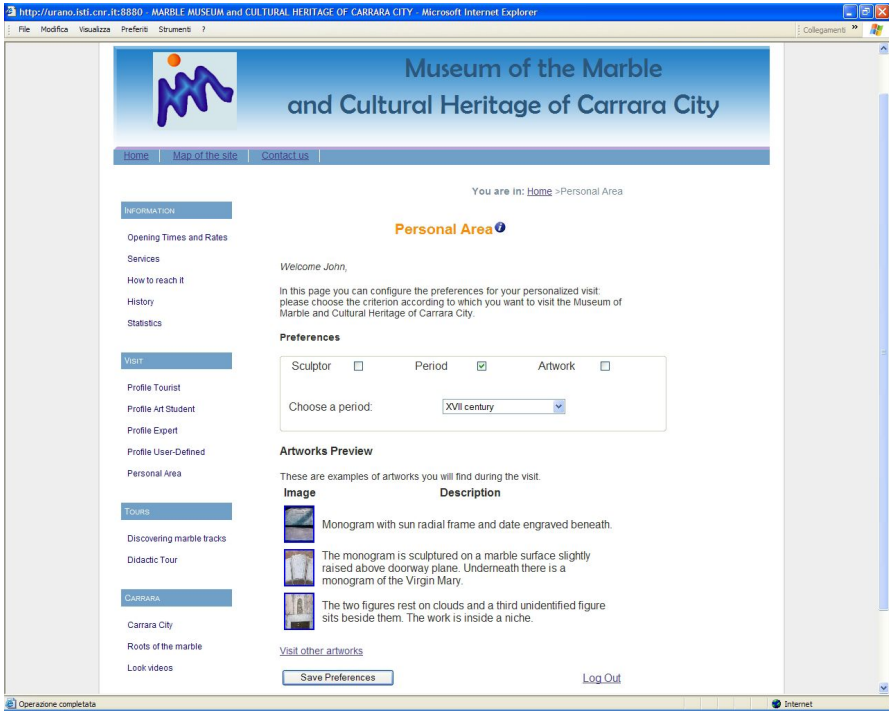 http://urano.isti.cnr.it:8880 - MARBLE MUSEUM and CULTURAL HERITAGE OF CARRARA CITY - Microsoft Internet Explorer
File Modifica Visualizza Preferiti Strumenti ? Collegamenti »
Museum of the Marble
and Cultural Heritage of Carrara City
Home Map of the site Contact us
You are in: Home >Personal Area
INFORMATION
Opening Times and Rates
Services
How to reach it
History
Statistics
VISIT
Profile Tourist
Profile Art Student
Profile Expert
Profile User-Defined
Personal Area
TOURS
Discovering marble tracks
Didactic Tour
CARRARA
Carrara City
Roots of the marble
Look videos
Personal Area i
Welcome John,
In this page you can configure the preferences for your personalized visit:
please choose the criterion according to which you want to visit the Museum of
Marble and Cultural Heritage of Carrara City.
Preferences
Sculptor Period Artwork
Choose a period: XVII century
Artworks Preview
These are examples of artworks you will find during the visit.
Image Description
Monogram with sun radial frame and date engraved beneath.
The monogram is sculptured on a marble surface slightly
raised above doorway plane. Underneath there is a
monogram of the Virgin Mary.
The two figures rest on clouds and a third unidentified figure
sits beside them. The work is inside a niche.
Visit other artworks
Save Preferences Log Out
Operazione completata Internet